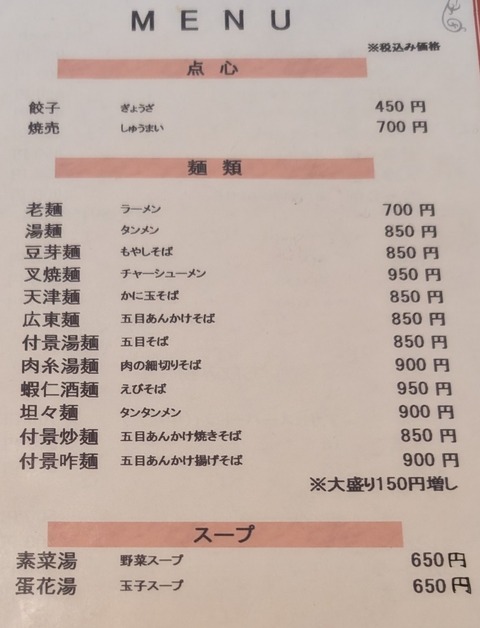 MENU
※税込み価格
点心
餃子 ぎょうざ 450円
焼売 しゅうまい 700円
麺類
老麺 ラーメン 700円
湯麺 タンメン 850円
豆芽麺 もやしそば 850円
叉焼麺 チャーシューメン 950円
天津麺 かに玉そば 850円
広東麺 五目あんかけそば 850円
付景湯麺 五目そば 850円
肉糸湯麺 肉の細切りそば 900円
蝦仁酒麺 えびそば 950円
坦々麺 タンタンメン 900円
付景炒麺 五目あんかけ焼きそば 850円
付景咋麺 五目あんかけ揚げそば 900円
※大盛り150円増し
スープ
素菜湯 野菜スープ 650円
蛋花湯 玉子スープ 650円